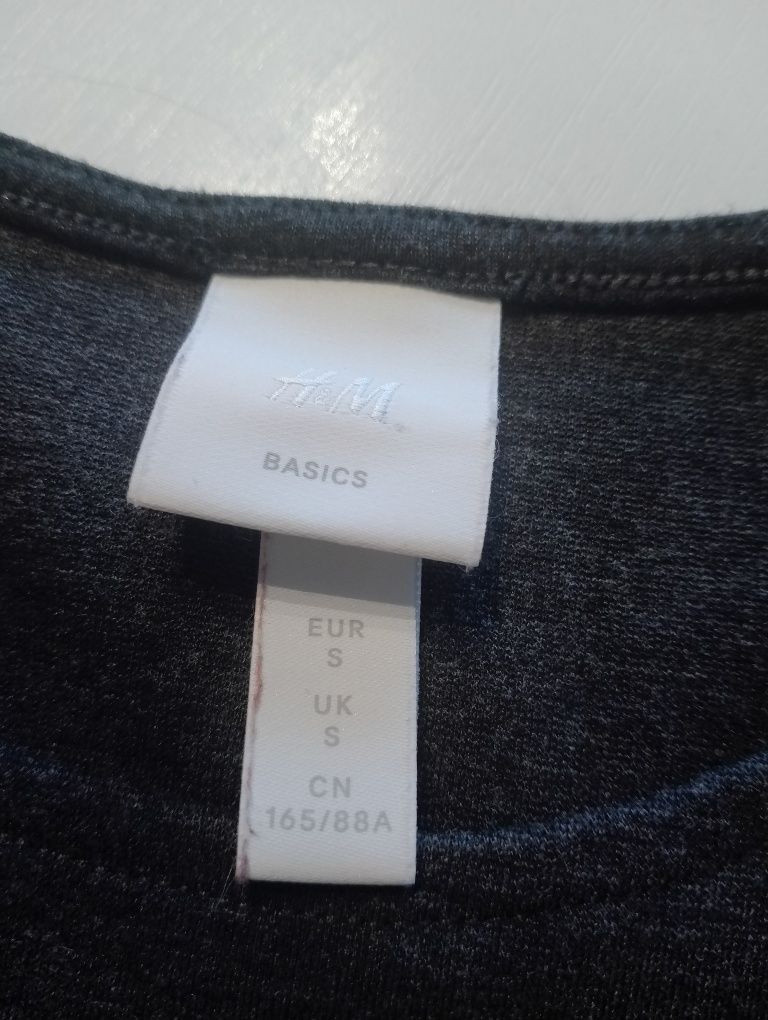 H&M
BASICS
EUR
S
UK
S
CN
165/88A